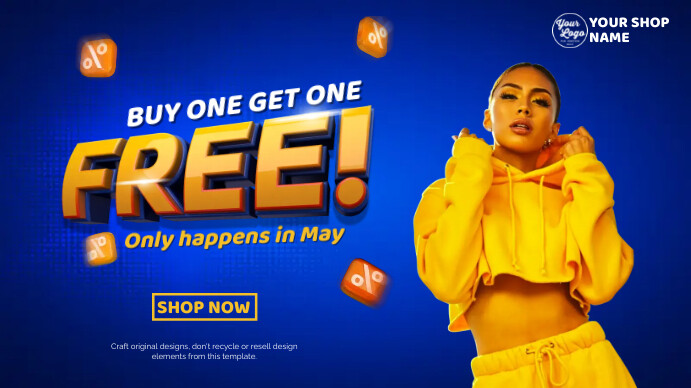 Your
Logo
YOUR SHOP
NAME
BUY ONE GET ONE
FREE!
Only happens in May
%
%
%
%
SHOP NOW
Craft original designs, don't recycle or resell design
elements from this template.